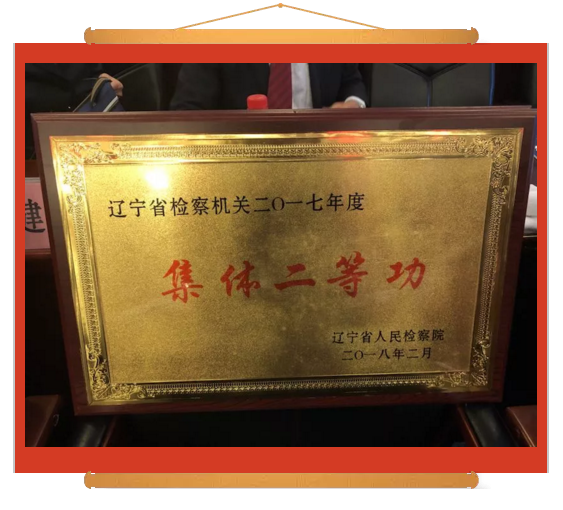 辽宁省检察机关二〇一七年度
集体二等功
辽宁省人民检察院
二〇一八年二月
建